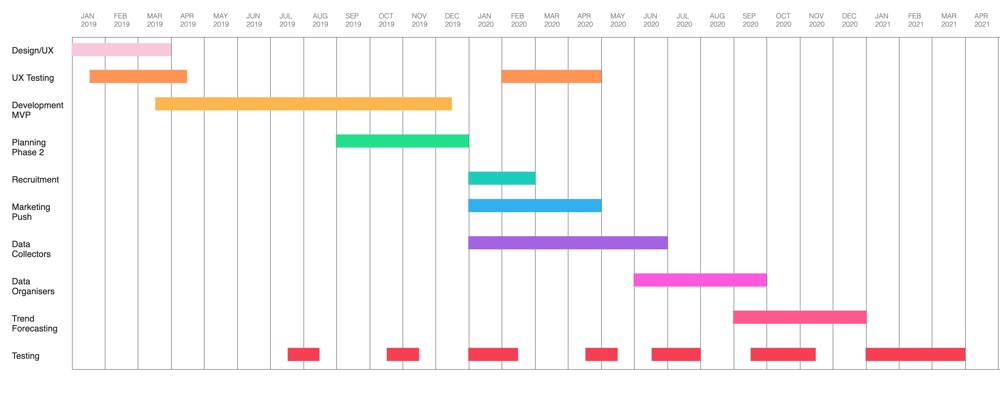 JAN FEB MAR APR MAY JUN JUL AUG SEP OCT NOV DEC JAN FEB MAR APR MAY JUN JUL AUG SEP OCT NOV DEC JAN FEB MAR APR
2019 2019 2019 2019 2019 2019 2019 2019 2019 2019 2019 2019 2020 2020 2020 2020 2020 2020 2020 2020 2020 2020 2020 2020 2021 2021 2021 2021
Design/UX
UX Testing
Development
MVP
Planning
Phase 2
Recruitment
Marketing
Push
Data
Collectors
Data
Organisers
Trend
Forecasting
Testing